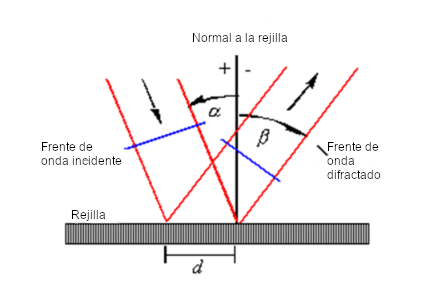 Normal a la rejilla
+ -
α
β
Frente de
onda incidente
Frente de
onda
difractado
Rejilla
d